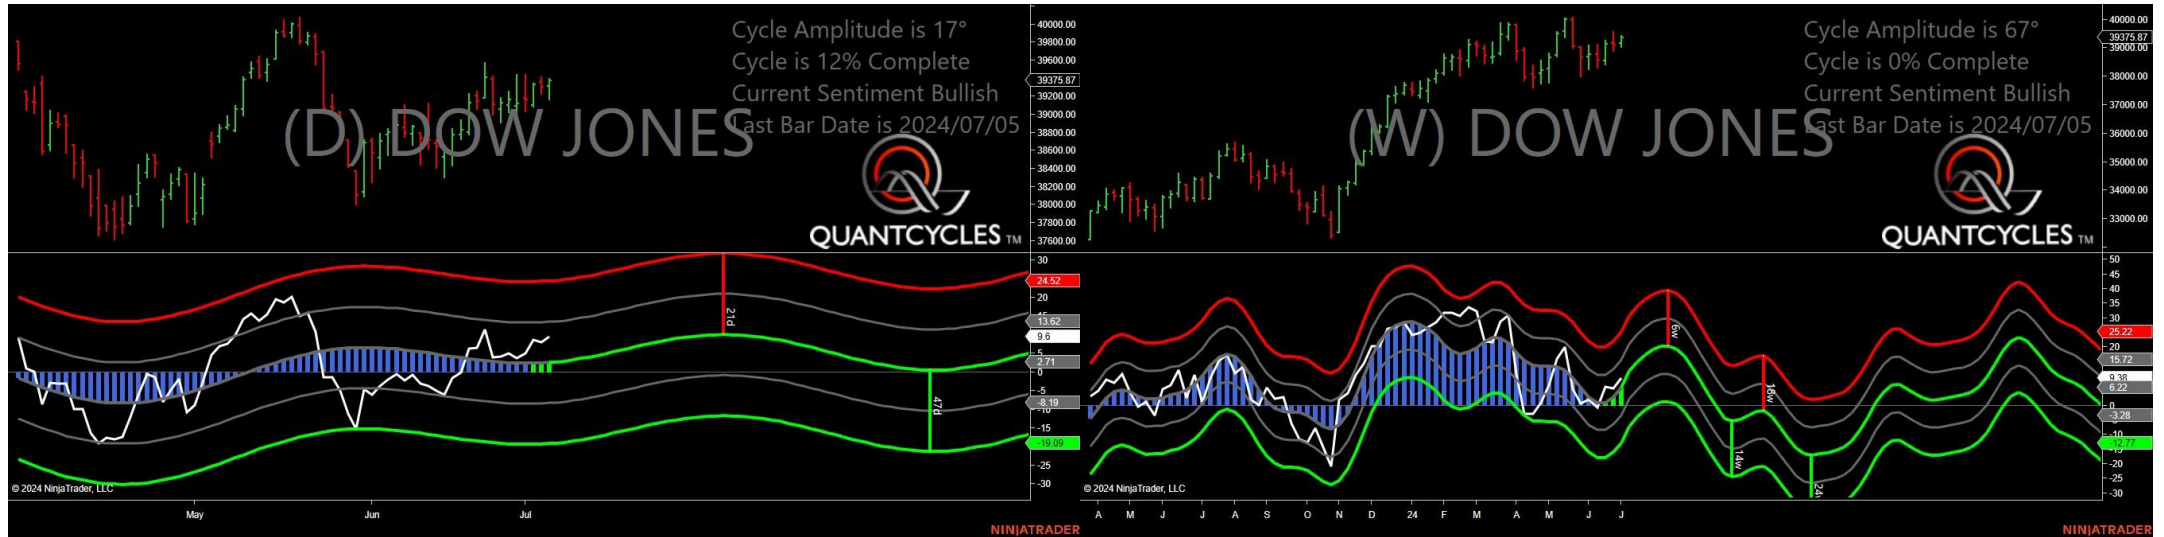 Cycle Amplitude is 17°
Cycle is 12% Complete
Current Sentiment Bullish
Last Bar Date is 2024/07/05
(D) DOW JONES
QUANTCYCLES TM
40000.00
39800.00
39600.00
39375.87
39200.00
39000.00
38800.00
38600.00
38400.00
38200.00
38000.00
37800.00
37600.00
30
24.52
20
13.62
9.6
5
2.71
0
-5
-8.19
-10
-15
-19.09
-25
-30
21d
47d
© 2024 NinjaTrader, LLC
May
Jun
Jul
NINJATRADER
Cycle Amplitude is 67°
Cycle is 0% Complete
Current Sentiment Bullish
Last Bar Date is 2024/07/05
(W) DOW JONES
QUANTCYCLES TM
40000.00
39375.87
39000.00
38000.00
37000.00
36000.00
35000.00
34000.00
33000.00
50
45
40
35
30
25.22
20
15.72
9.38
6.22
0
-3.28
-10
-12.77
-20
-25
-30
6w
18w
14w
© 2024 NinjaTrader, LLC
A M J J A S O N D 24 F M A M J J
NINJATRADER